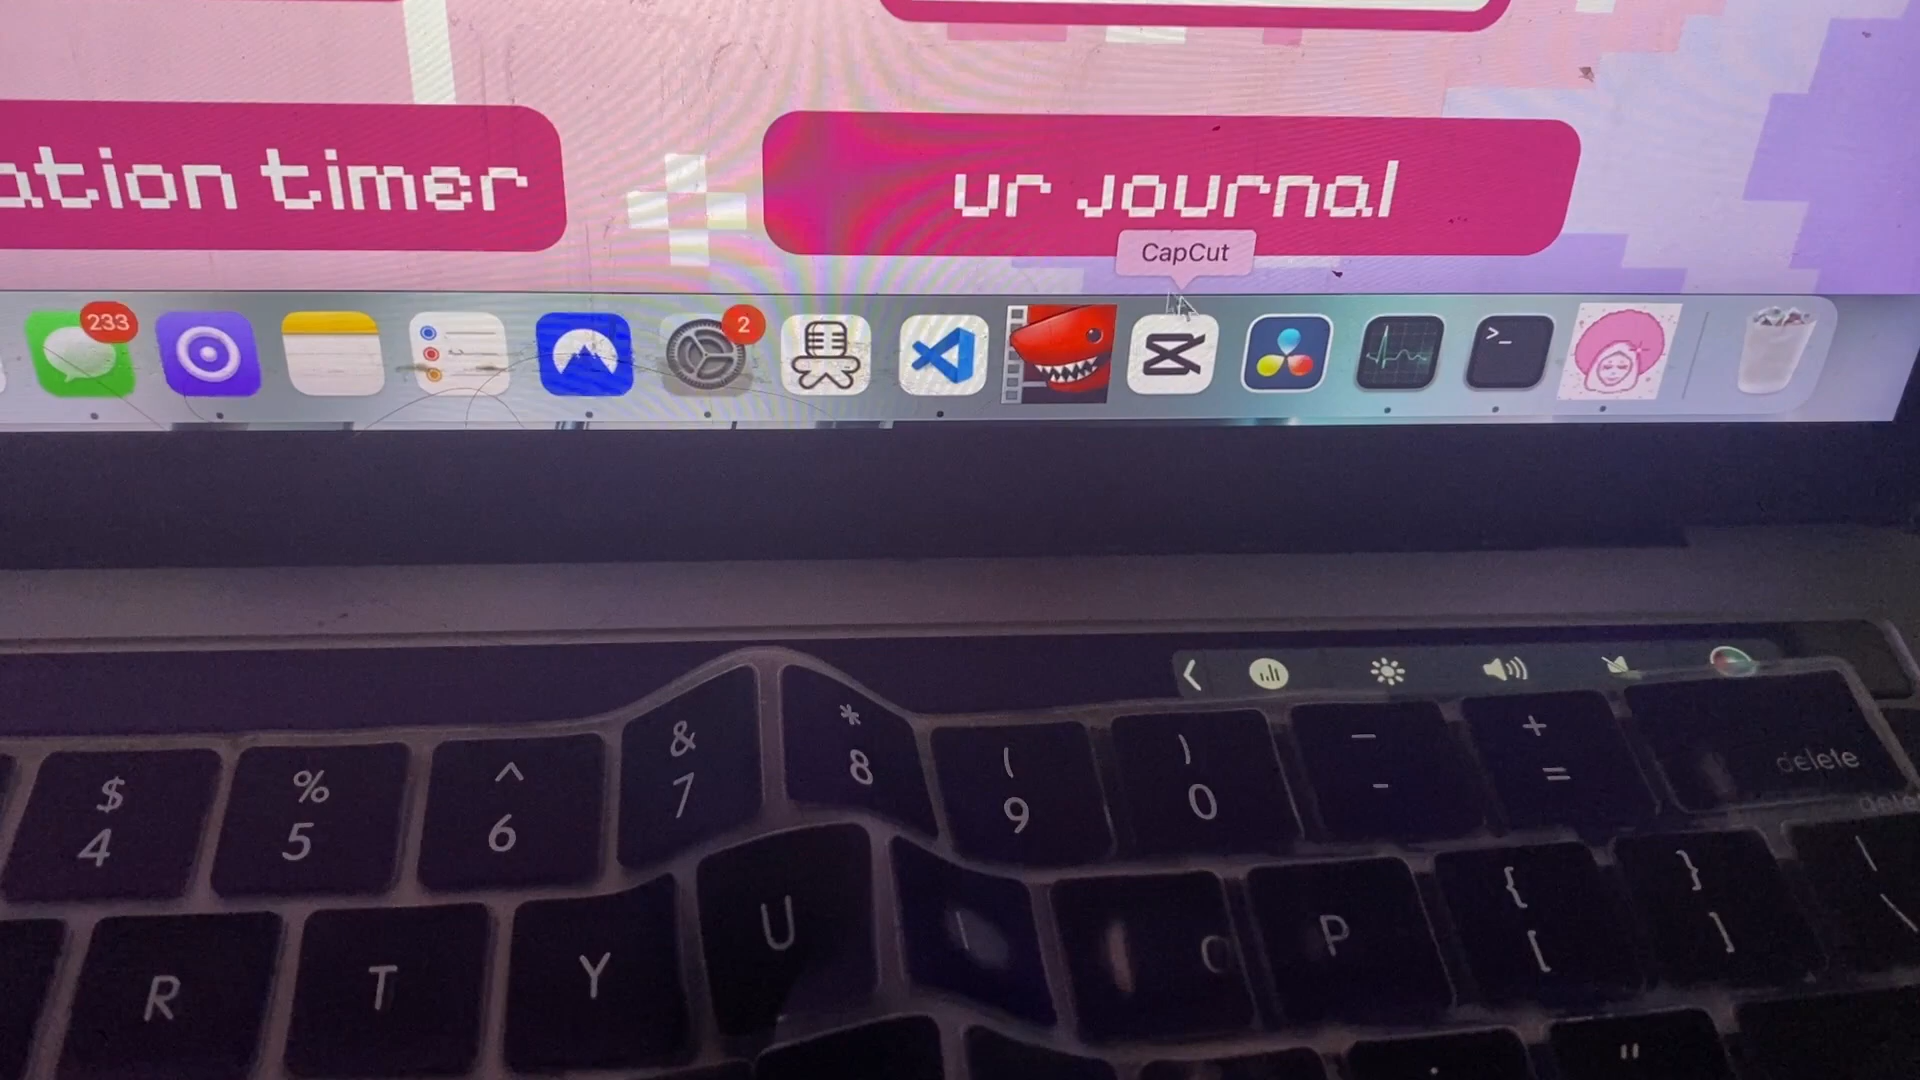 ation timer
ur journal
CapCut
233
2
>_
& *
7 8
$ % ^ ( ) — +
4 5 6 9 0 - =
delete
R T Y U I O P { }
[ ] \
"